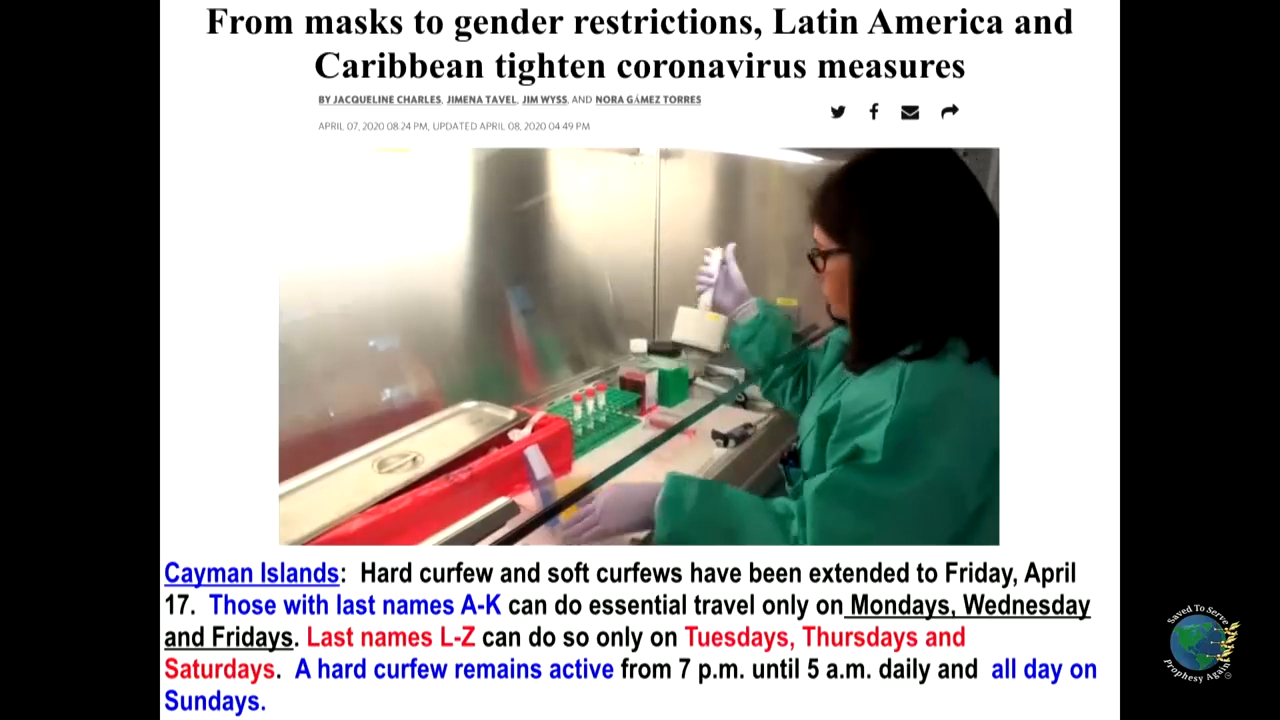 From masks to gender restrictions, Latin America and
Caribbean tighten coronavirus measures
BY JACQUELINE CHARLES, JIMENA TAVEL, JIM WYSS, AND NORA GÁMEZ TORRES
APRIL 07, 2020 08:24 PM, UPDATED APRIL 08, 2020 04:49 PM
Cayman Islands: Hard curfew and soft curfews have been extended to Friday, April
17. Those with last names A-K can do essential travel only on Mondays, Wednesday
and Fridays. Last names L-Z can do so only on Tuesdays, Thursdays and
Saturdays. A hard curfew remains active from 7 p.m. until 5 a.m. daily and all day on
Sundays.
Saved To Serve
Prophesy Again